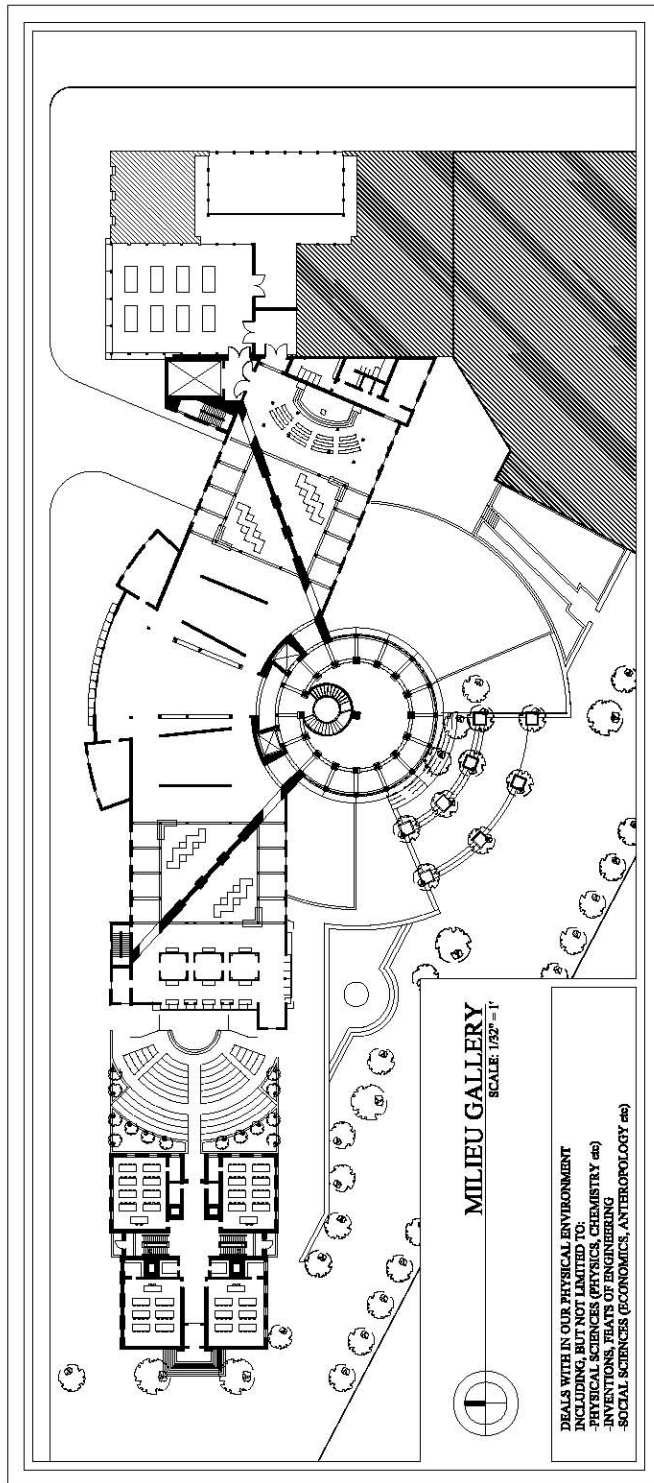 MILIEU GALLERY
SCALE: 1/32" = 1'
DEALS WITH IN OUR PHYSICAL ENVIRONMENT
INCLUDING, BUT NOT LIMITED TO:
-PHYSICAL SCIENCES (PHYSICS, CHEMISTRY etc)
-INVENTIONS, FEATS OF ENGINEERING
-SOCIAL SCIENCES (ECONOMICS, ANTHROPOLOGY etc)